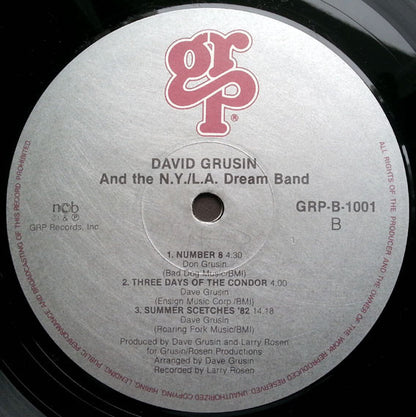 grp®
DAVID GRUSIN
And the N.Y./L.A. Dream Band
ncb
© & ℗
GRP Records, Inc
GRP-B-1001
B
1. NUMBER 8 4:30
Don Grusin
(Bad Dog Music/BMI)
2. THREE DAYS OF THE CONDOR 4:00
Dave Grusin
(Ensign Music Corp./BMI)
3. SUMMER SCETCHES '82 14.18
Dave Grusin
(Roaring Fork Music/BMI)
Produced by Dave Grusin and Larry Rosen
for Grusin/Rosen Productions
Arranged by Dave Grusin
Recorded by Larry Rosen
ALL RIGHTS OF THE PRODUCER AND THE OWNER OF THE WORK REPRODUCED RESERVED UNAUTHORIZED COPYING HARING, LENDING, PUBLIC PERFORMANCE AND BROADCASTING OF THIS RECORD PROHIBITED.